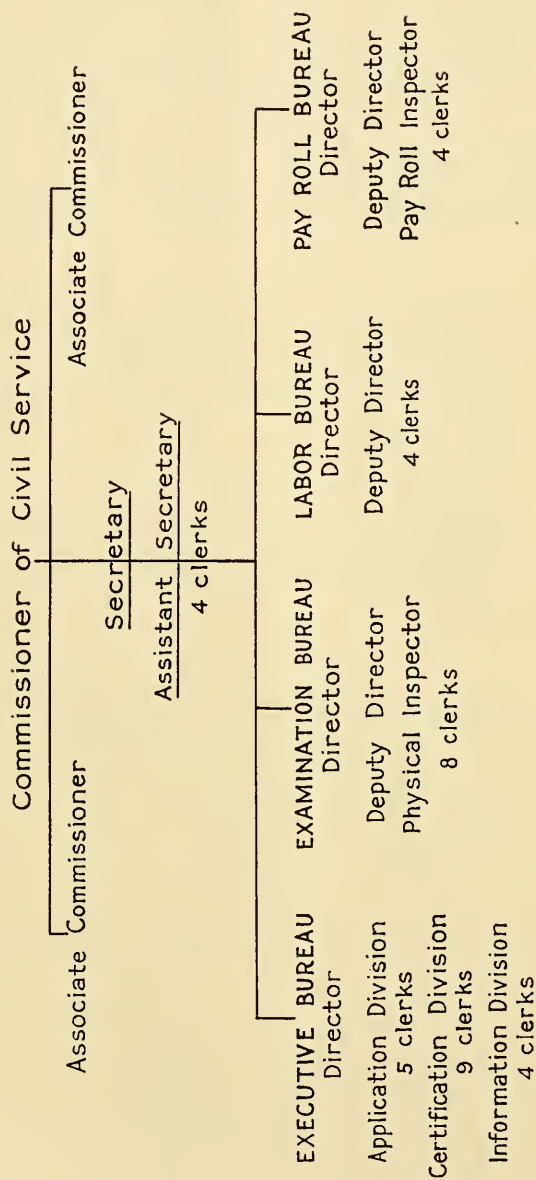 Commissioner of Civil Service
Associate Commissioner
Associate Commissioner
Secretary
Assistant Secretary
4 clerks
EXECUTIVE BUREAU
Director
Application Division
5 clerks
Certification Division
9 clerks
Information Division
4 clerks
EXAMINATION BUREAU
Director
Deputy Director
Physical Inspector
8 clerks
LABOR BUREAU
Director
Deputy Director
4 clerks
PAY ROLL BUREAU
Director
Deputy Director
Pay Roll Inspector
4 clerks